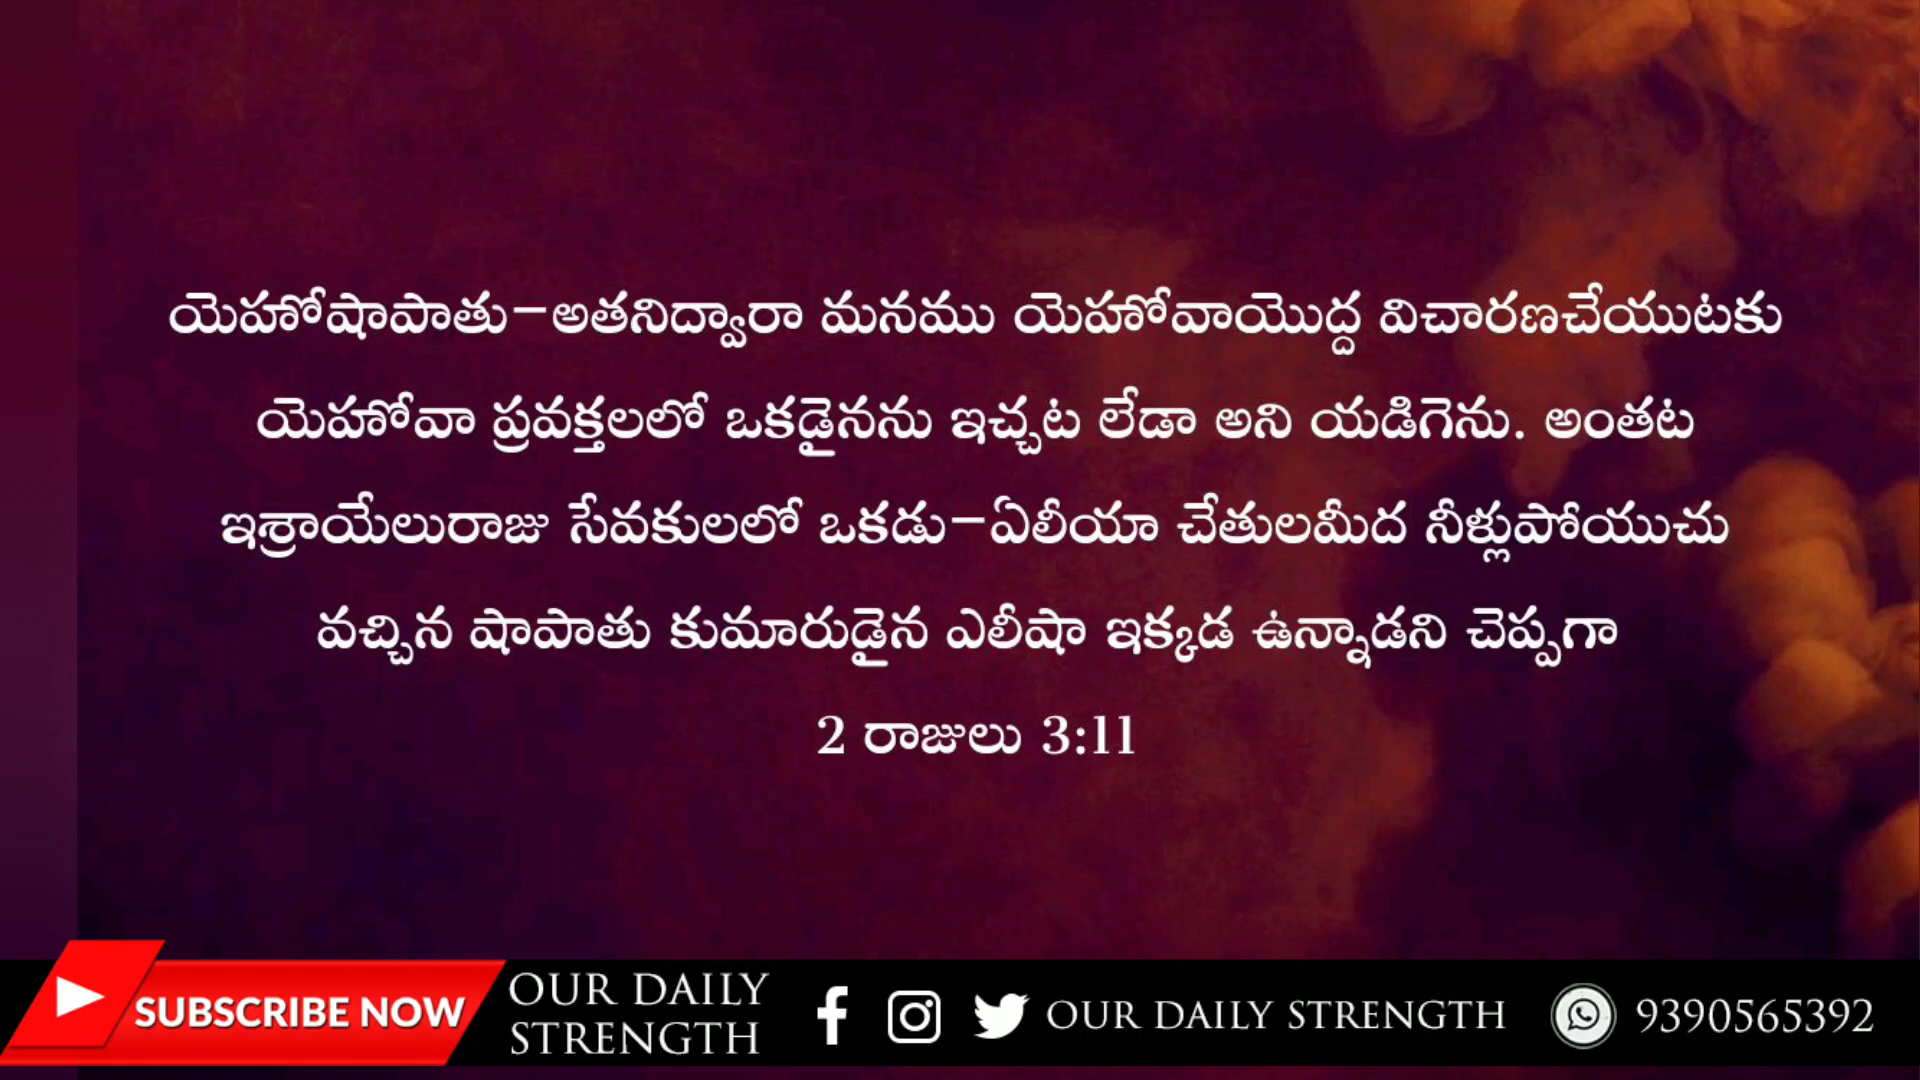 యెహోషాపాతు–అతనిద్వారా మనము యెహోవాయొద్ద విచారణచేయుటకు
యెహోవా ప్రవక్తలలో ఒకడైనను ఇచ్చట లేడా అని యడిగెను. అంతట
ఇశ్రాయేలురాజు సేవకులలో ఒకడు–ఏలీయా చేతులమీద నీళ్లుపోయుచు
వచ్చిన షాపాతు కుమారుడైన ఎలీషా ఇక్కడ ఉన్నాడని చెప్పగా
2 రాజులు 3:11
SUBSCRIBE NOW
OUR DAILY
STRENGTH
OUR DAILY STRENGTH
9390565392